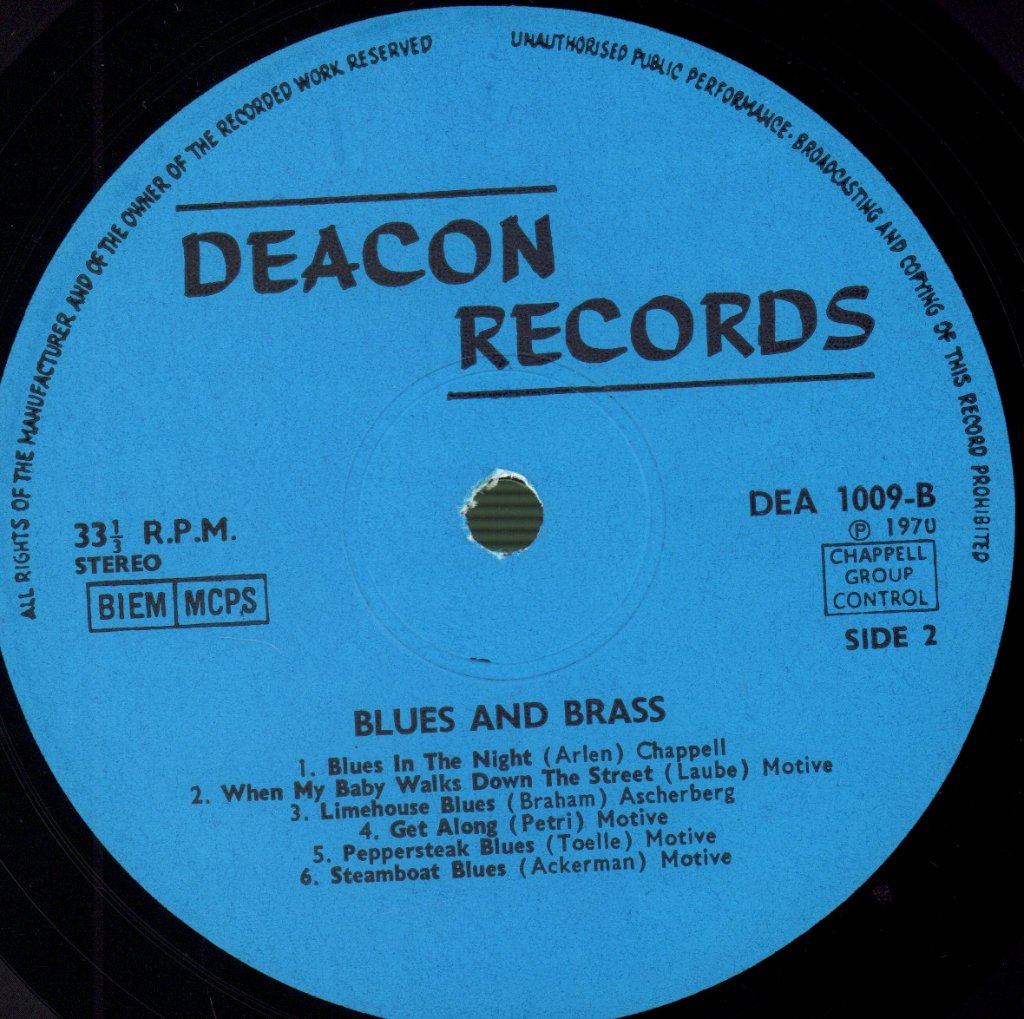 ALL RIGHTS OF THE MANUFACTURER AND OF THE OWNER OF THE RECORDED WORK RESERVED
UNAUTHORISED PUBLIC PERFORMANCE · BROADCASTING AND COPYING OF THIS RECORD PROHIBITED
DEACON
RECORDS
33⅓ R.P.M.
STEREO
BIEM MCPS
DEA 1009-B
℗ 1970
CHAPPELL
GROUP
CONTROL
SIDE 2
BLUES AND BRASS
1. Blues In The Night (Arlen) Chappell
2. When My Baby Walks Down The Street (Laube) Motive
3. Limehouse Blues (Braham) Ascherberg
4. Get Along (Petri) Motive
5. Peppersteak Blues (Toelle) Motive
6. Steamboat Blues (Ackerman) Motive